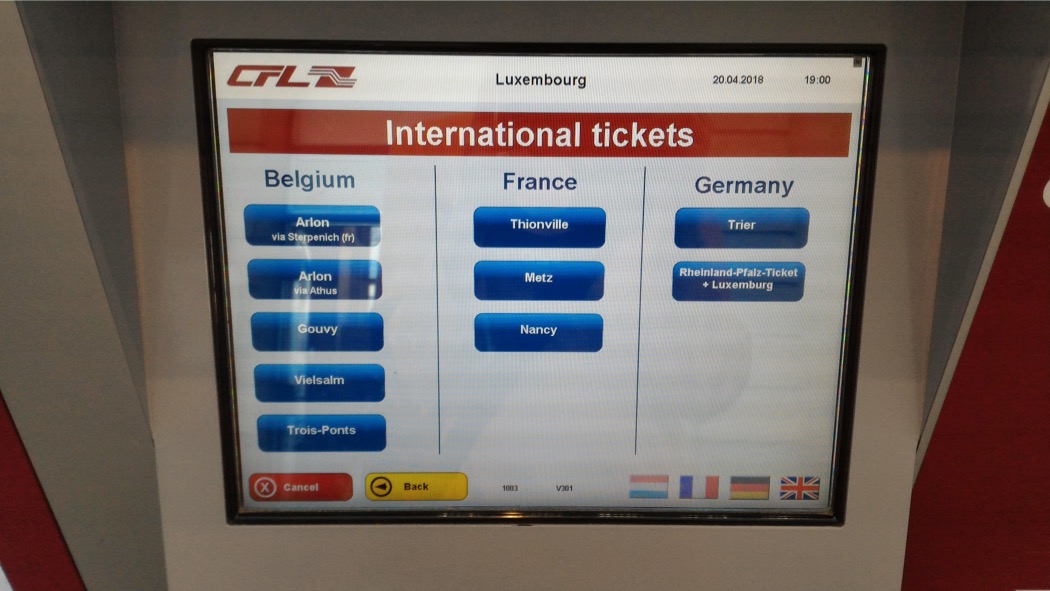 CFL
Luxembourg
20.04.2018
19:00
International tickets
Belgium
Arlon
via Sterpenich (fr)
Arlon
via Athus
Gouvy
Vielsalm
Trois-Ponts
France
Thionville
Metz
Nancy
Germany
Trier
Rheinland-Pfalz-Ticket
+ Luxemburg
Cancel
Back
1003
V301